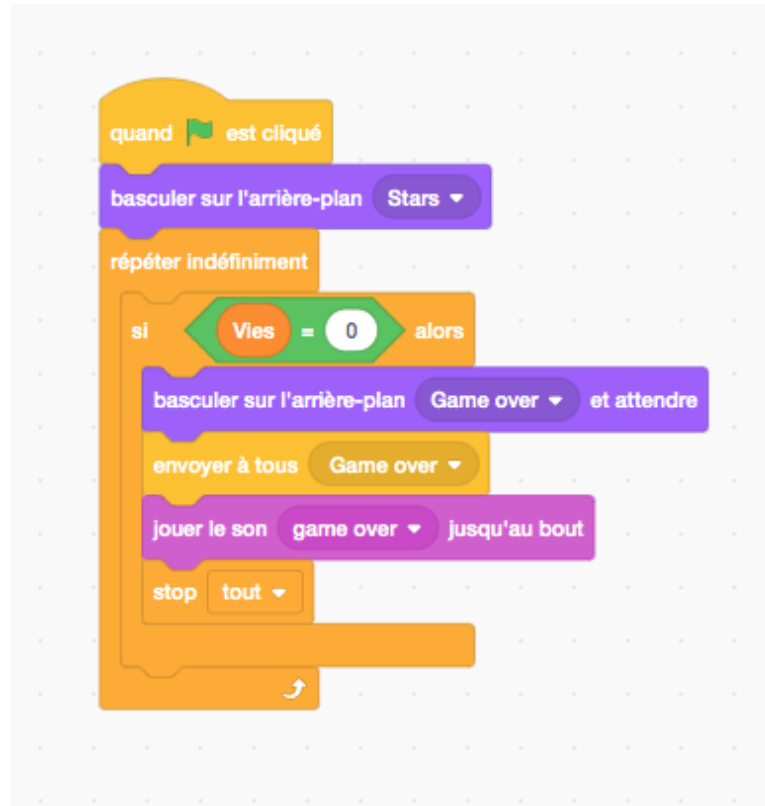 quand est cliqué
basculer sur l'arrière-plan Stars
répéter indéfiniment
si Vies = 0 alors
basculer sur l'arrière-plan Game over et attendre
envoyer à tous Game over
jouer le son game over jusqu'au bout
stop tout